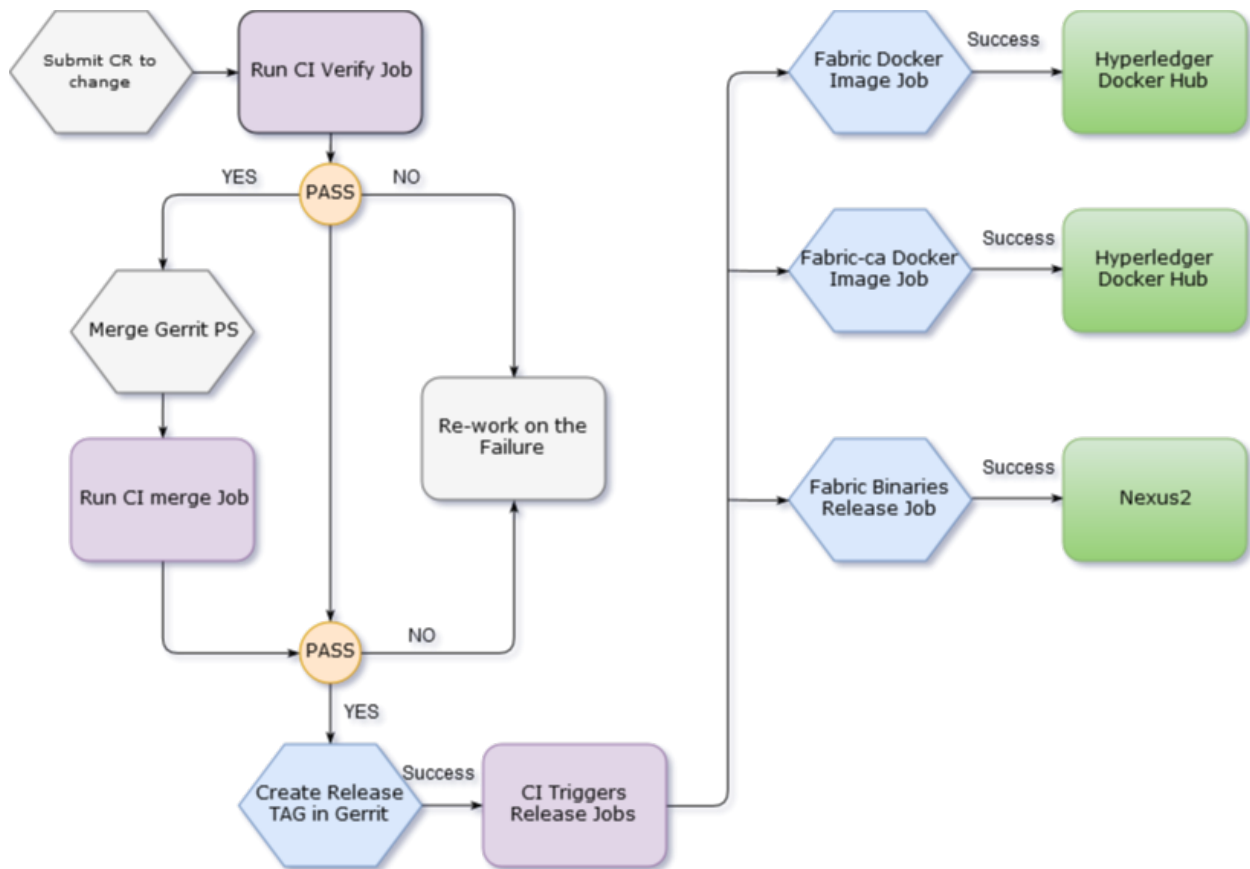 Submit CR to
change
Run CI Verify Job
PASS
YES
NO
Merge Gerrit PS
Run CI merge Job
Re-work on the
Failure
PASS
NO
YES
Create Release
TAG in Gerrit
Success
CI Triggers
Release Jobs
Fabric Docker
Image Job
Success
Hyperledger
Docker Hub
Fabric-ca Docker
Image Job
Success
Hyperledger
Docker Hub
Fabric Binaries
Release Job
Success
Nexus2